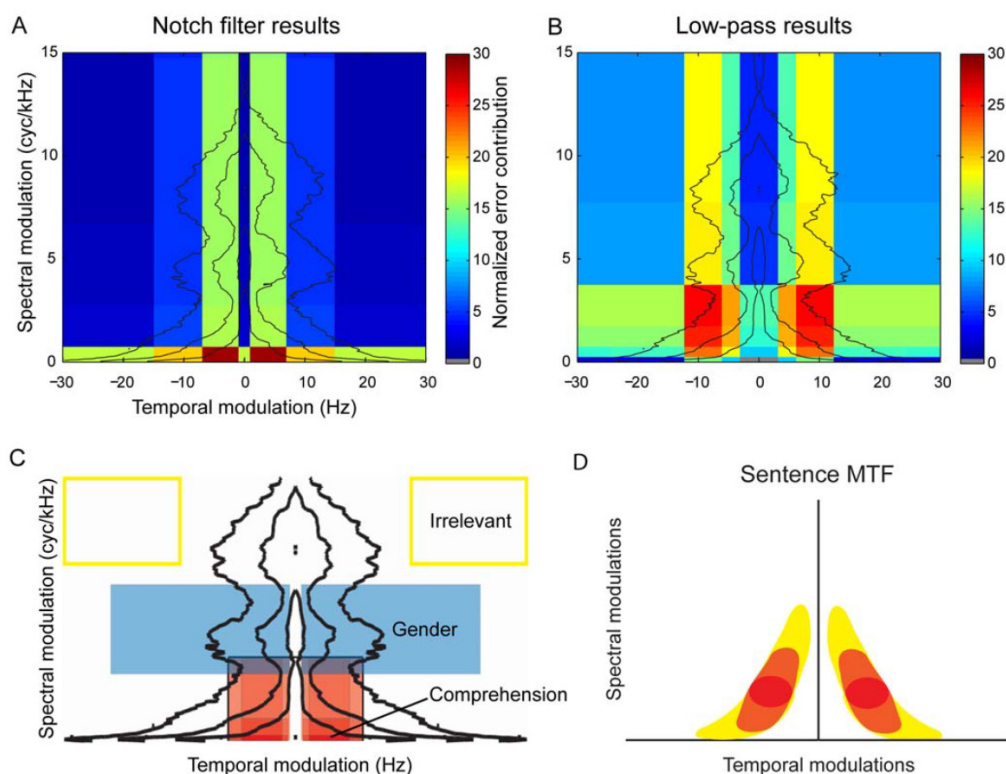 A
Notch filter results
Spectral modulation (cyc/kHz)
15
10
5
0
−30
−20
−10
0
10
20
30
Temporal modulation (Hz)
30
25
20
15
10
5
0
Normalized error contribution
B
Low-pass results
15
10
5
0
−30
−20
−10
0
10
20
30
30
25
20
15
10
5
0
C
Spectral modulation (cyc/kHz)
Irrelevant
Gender
Comprehension
Temporal modulation (Hz)
D
Sentence MTF
Spectral modulations
Temporal modulations